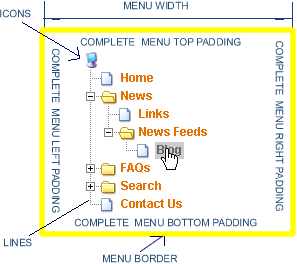 MENU WIDTH
ICONS
COMPLETE MENU TOP PADDING
COMPLETE MENU LEFT PADDING
COMPLETE MENU RIGHT PADDING
Home
News
Links
News Feeds
Blog
FAQs
Search
Contact Us
COMPLETE MENU BOTTOM PADDING
LINES
MENU BORDER